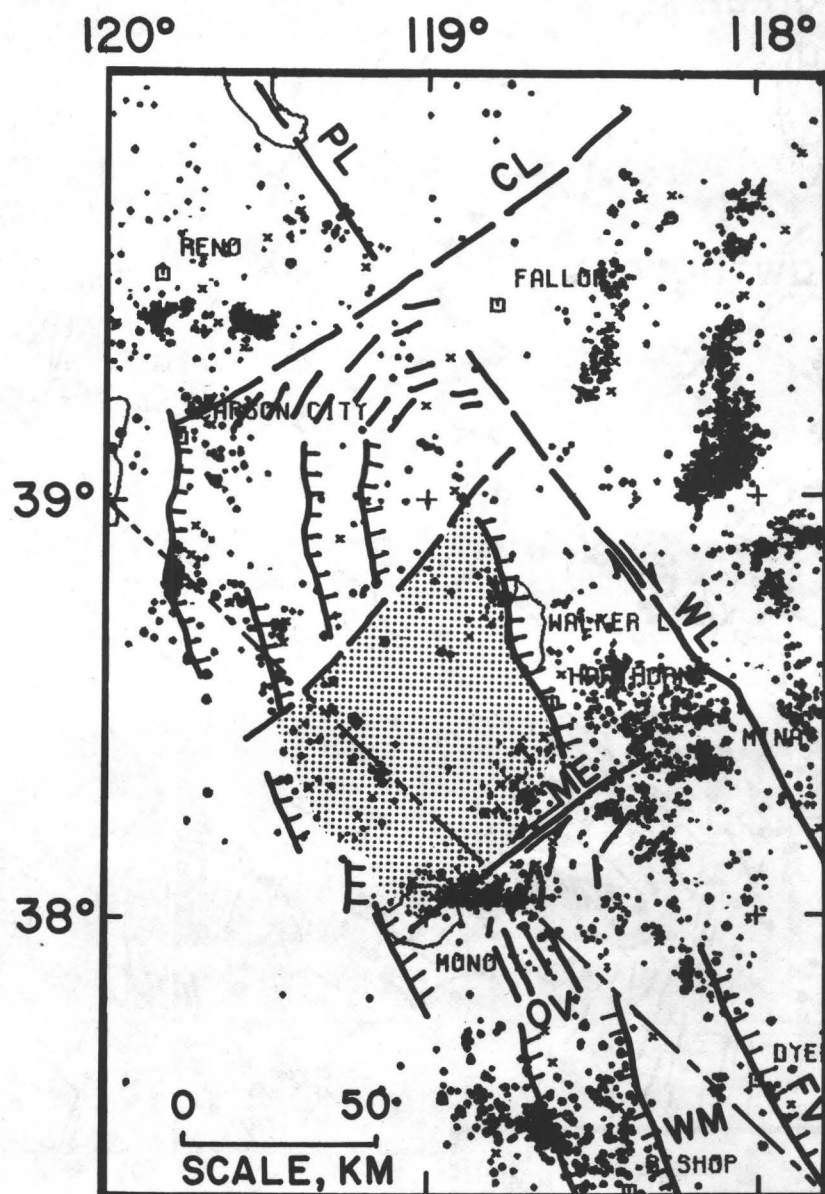 120° 119° 118°
PL
CL
RENO
FALLON
CARSON CITY
39°
WALKER L
WL
HAWTHORNE
MINA
ME
38°
MONO
OV
DYE
FV
0 50
WM
BISHOP
SCALE, KM